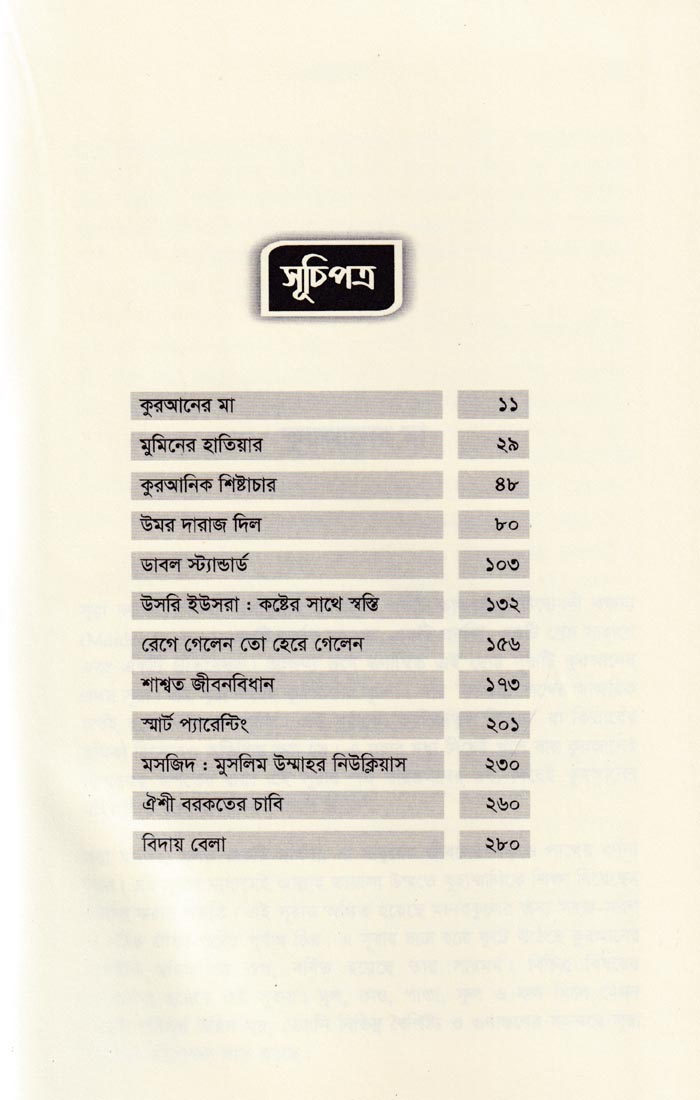 সূচিপত্র
কুরআনের মা ১১
মুমিনের হাতিয়ার ২৯
কুরআনিক শিষ্টাচার ৪৮
উমর দারাজ দিল ৮০
ডাবল স্ট্যান্ডার্ড ১০৩
উসরি ইউসরা : কষ্টের সাথে স্বস্তি ১৩২
রেগে গেলেন তো হেরে গেলেন ১৫৬
শাশ্বত জীবনবিধান ১৭৩
স্মার্ট প্যারেন্টিং ২০১
মসজিদ : মুসলিম উম্মাহর নিউক্লিয়াস ২৩০
ঐশী বরকতের চাবি ২৬০
বিদায় বেলা ২৮০